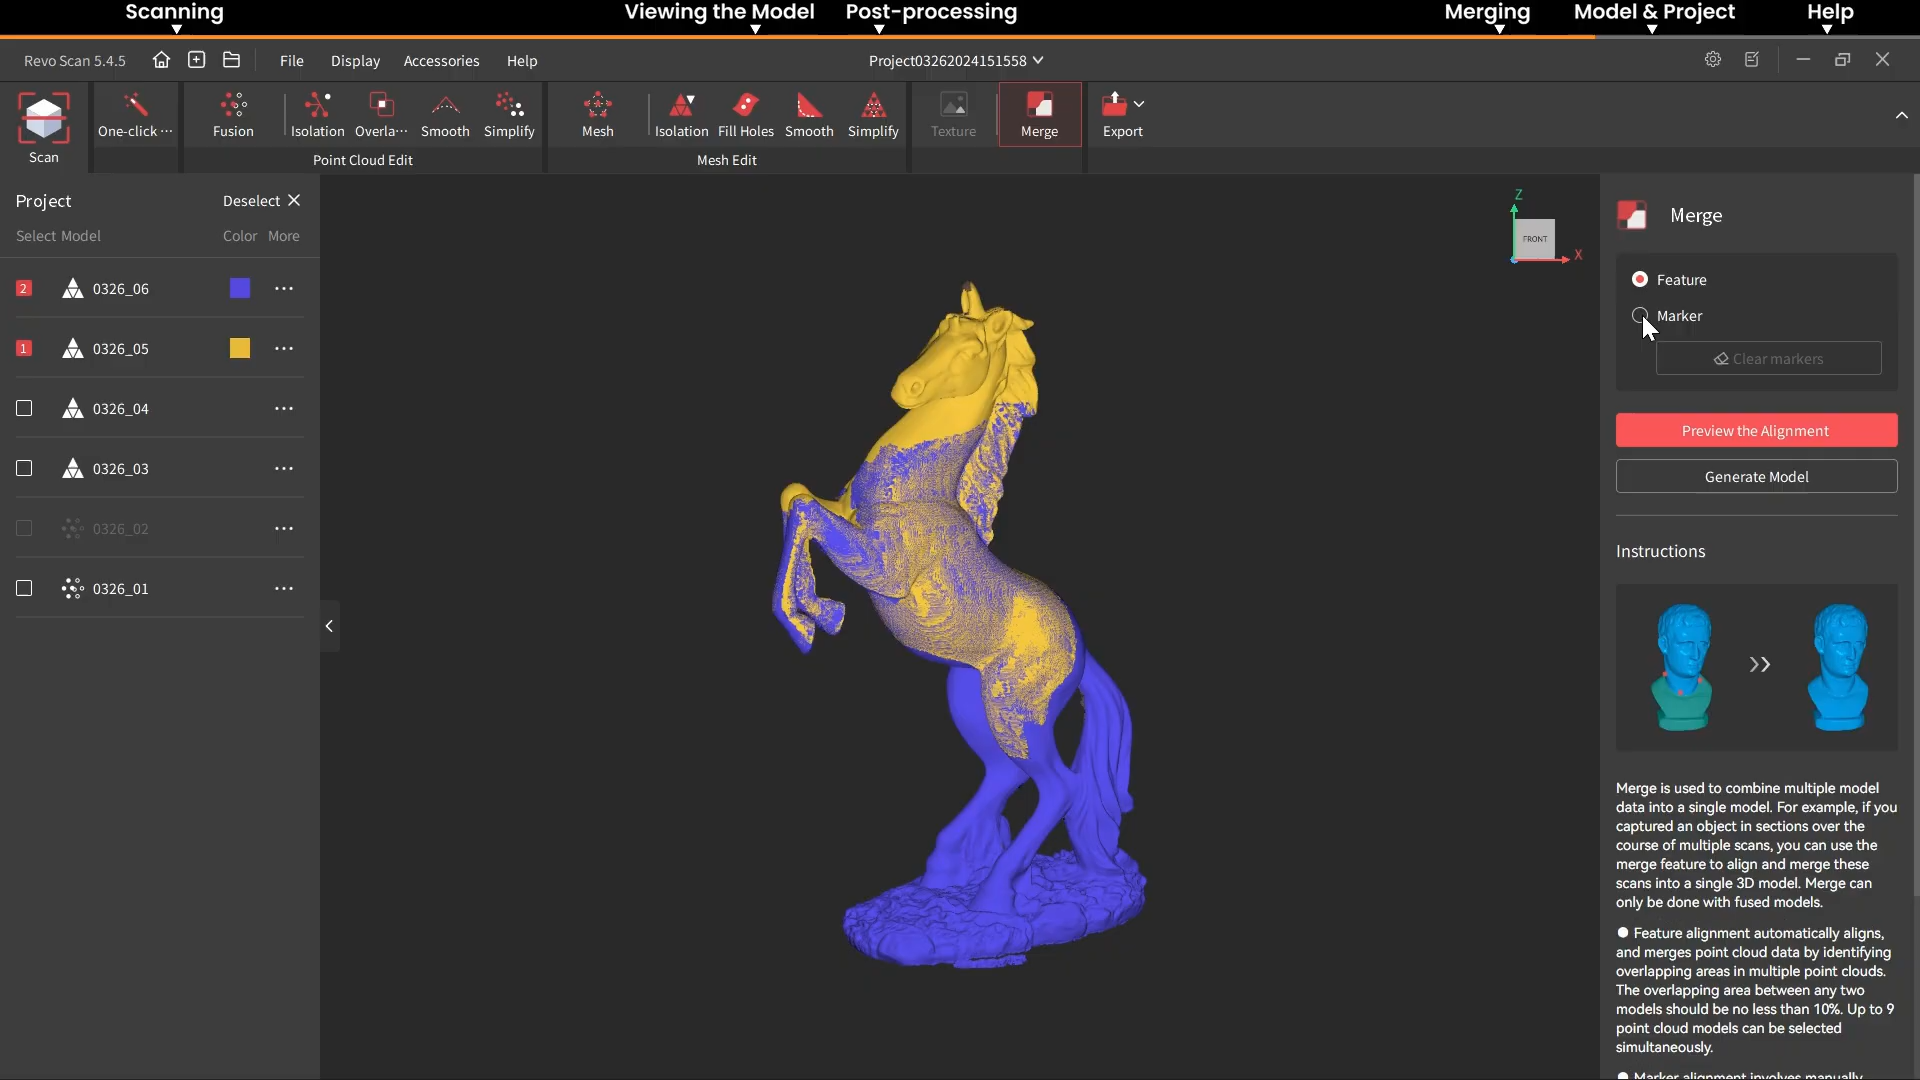 Scanning
Viewing the Model
Post-processing
Merging
Model & Project
Help
Revo Scan 5.4.5
File
Display
Accessories
Help
Project03262024151558
Scan
One-click ···
Fusion
Isolation
Overla···
Smooth
Simplify
Point Cloud Edit
Mesh
Isolation
Fill Holes
Smooth
Simplify
Mesh Edit
Texture
Merge
Export
Project
Deselect
Select Model
Color
More
2
0326_06
1
0326_05
0326_04
0326_03
0326_02
0326_01
Z
FRONT
X
Merge
Feature
Marker
Clear markers
Preview the Alignment
Generate Model
Instructions
Merge is used to combine multiple model
data into a single model. For example, if you
captured an object in sections over the
course of multiple scans, you can use the
merge feature to align and merge these
scans into a single 3D model. Merge can
only be done with fused models.
● Feature alignment automatically aligns,
and merges point cloud data by identifying
overlapping areas in multiple point clouds.
The overlapping area between any two
models should be no less than 10%. Up to 9
point cloud models can be selected
simultaneously.
● Marker alignment involves manually